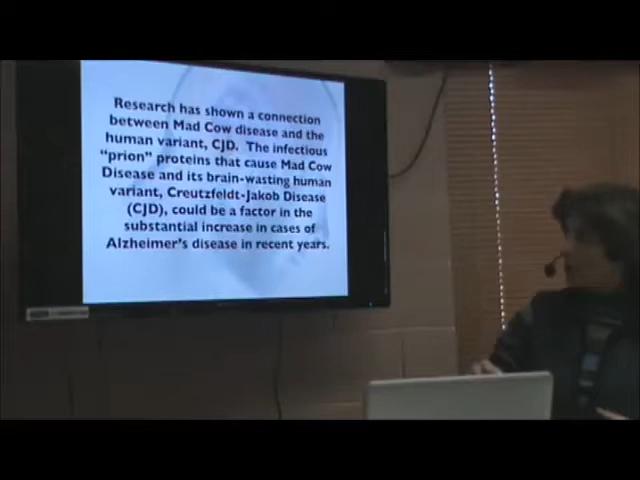 Research has shown a connection
between Mad Cow disease and the
human variant, CJD. The infectious
“prion” proteins that cause Mad Cow
Disease and its brain-wasting human
variant, Creutzfeldt-Jakob Disease
(CJD), could be a factor in the
substantial increase in cases of
Alzheimer's disease in recent years.